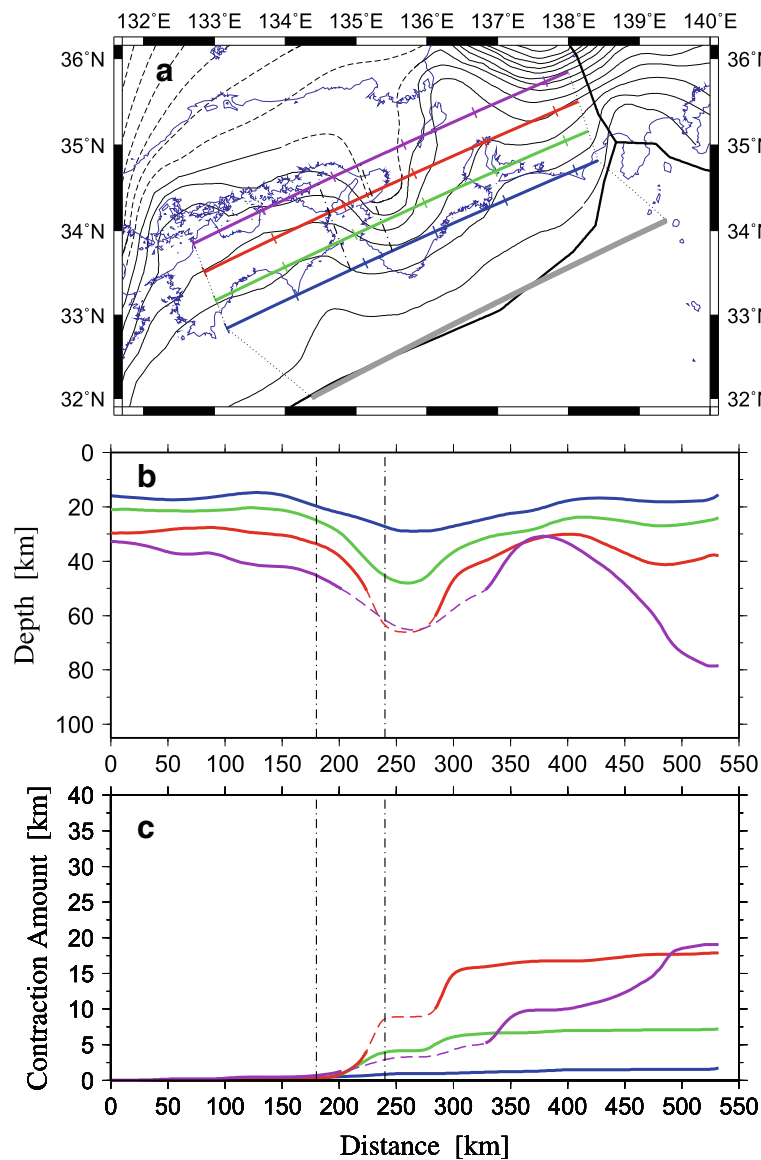 132˚E 133˚E 134˚E 135˚E 136˚E 137˚E 138˚E 139˚E 140˚E
a
36˚N 36˚N
35˚N 35˚N
34˚N 34˚N
33˚N 33˚N
32˚N 32˚N
b
0
20
40
60
80
100
Depth [km]
0 50 100 150 200 250 300 350 400 450 500 550
c
40
35
30
25
20
15
10
5
0
Contraction Amount [km]
0 50 100 150 200 250 300 350 400 450 500 550
Distance [km]